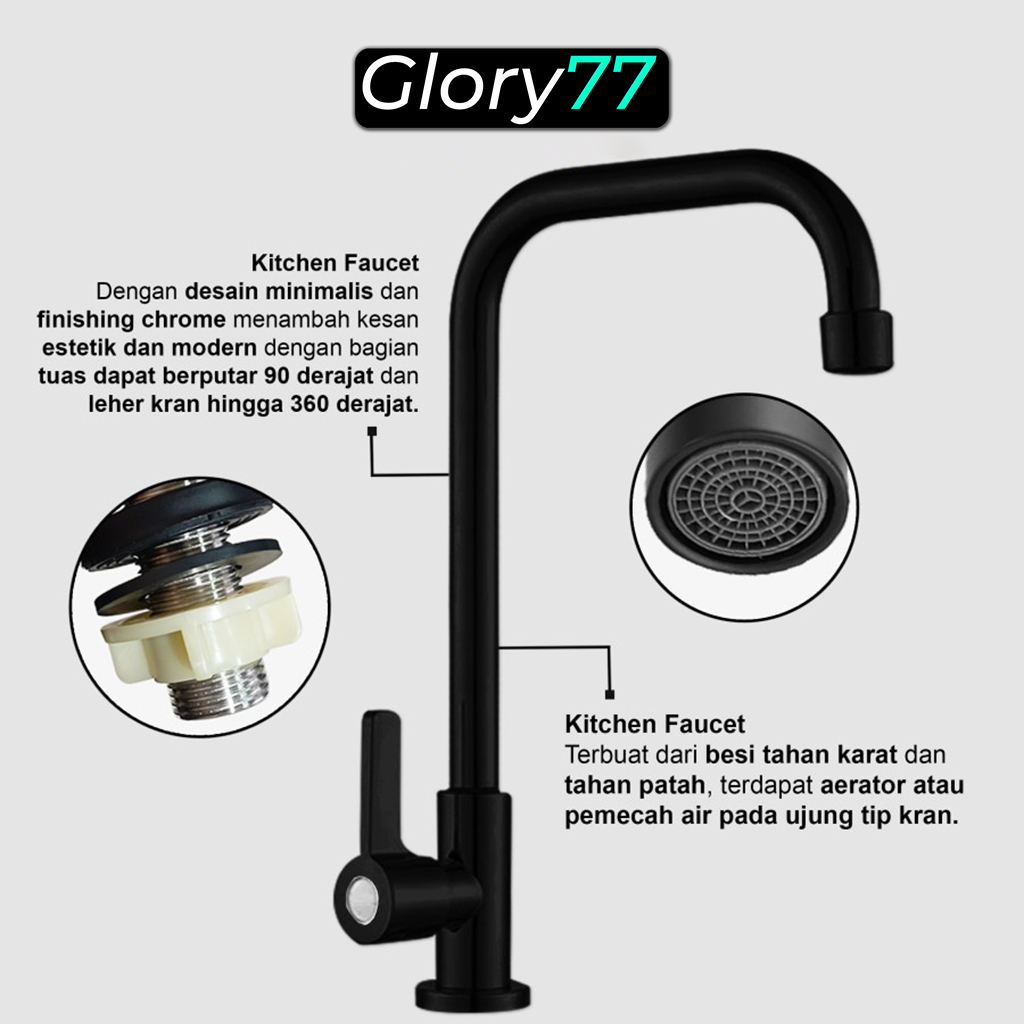 Glory77
Kitchen Faucet
Dengan desain minimalis dan
finishing chrome menambah kesan
estetik dan modern dengan bagian
tuas dapat berputar 90 derajat dan
leher kran hingga 360 derajat.
Kitchen Faucet
Terbuat dari besi tahan karat dan
tahan patah, terdapat aerator atau
pemecah air pada ujung tip kran.